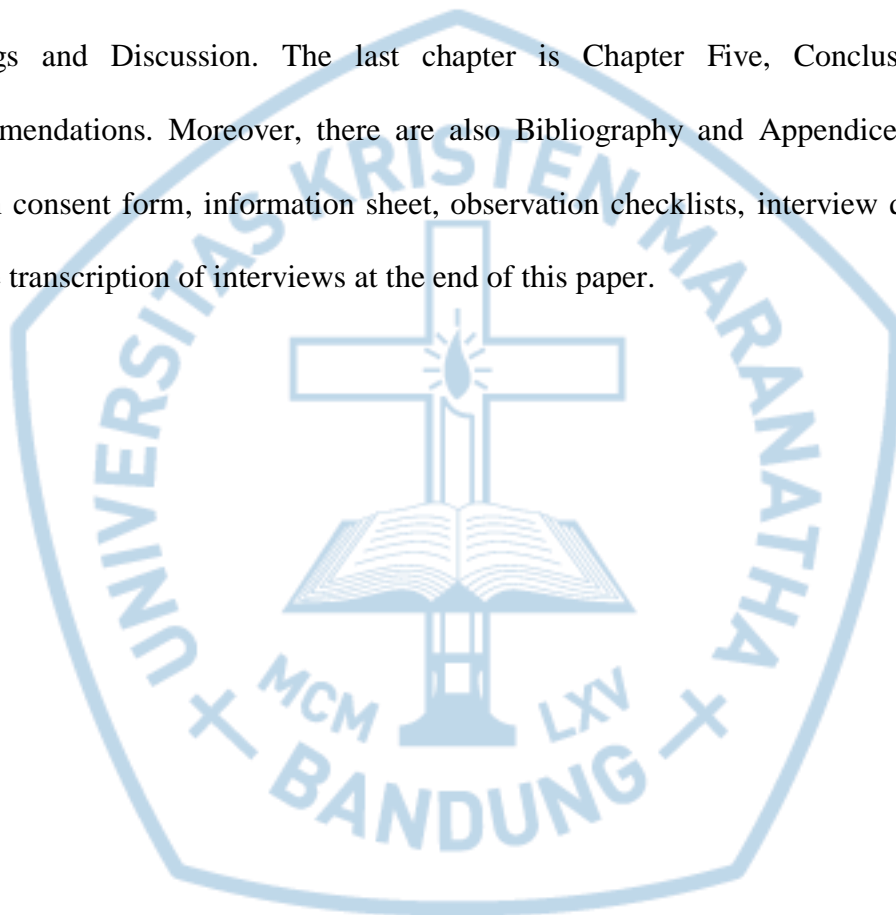 gs and Discussion. The last chapter is Chapter Five, Conclus
mendations. Moreover, there are also Bibliography and Appendice
consent form, information sheet, observation checklists, interview
transcription of interviews at the end of this paper.
UNIVERSITAS KRISTEN MARANATHA
MCM LXV
BANDUNG